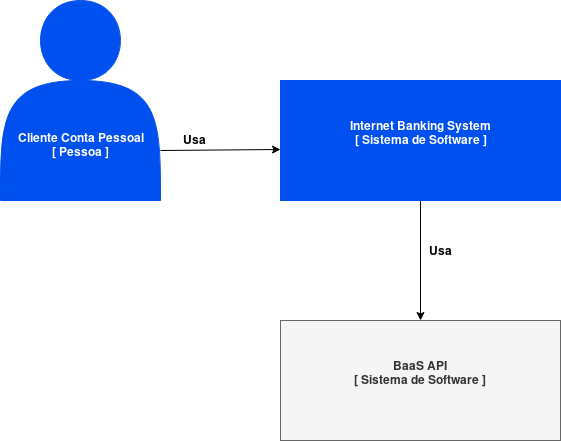 Cliente Conta Pessoal
[ Pessoa ]
Usa
Internet Banking System
[ Sistema de Software ]
Usa
BaaS API
[ Sistema de Software ]